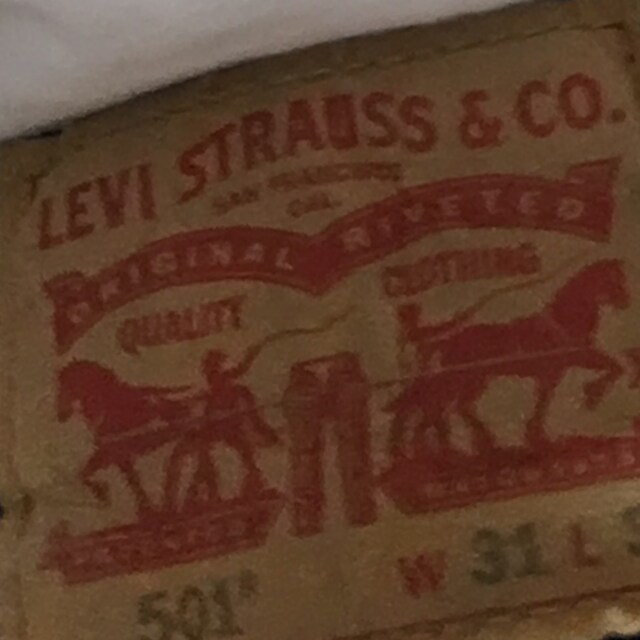 LEVI STRAUSS & CO.
SAN FRANCISCO
CAL.
ORIGINAL RIVETED
QUALITY CLOTHING
501® W 31 L